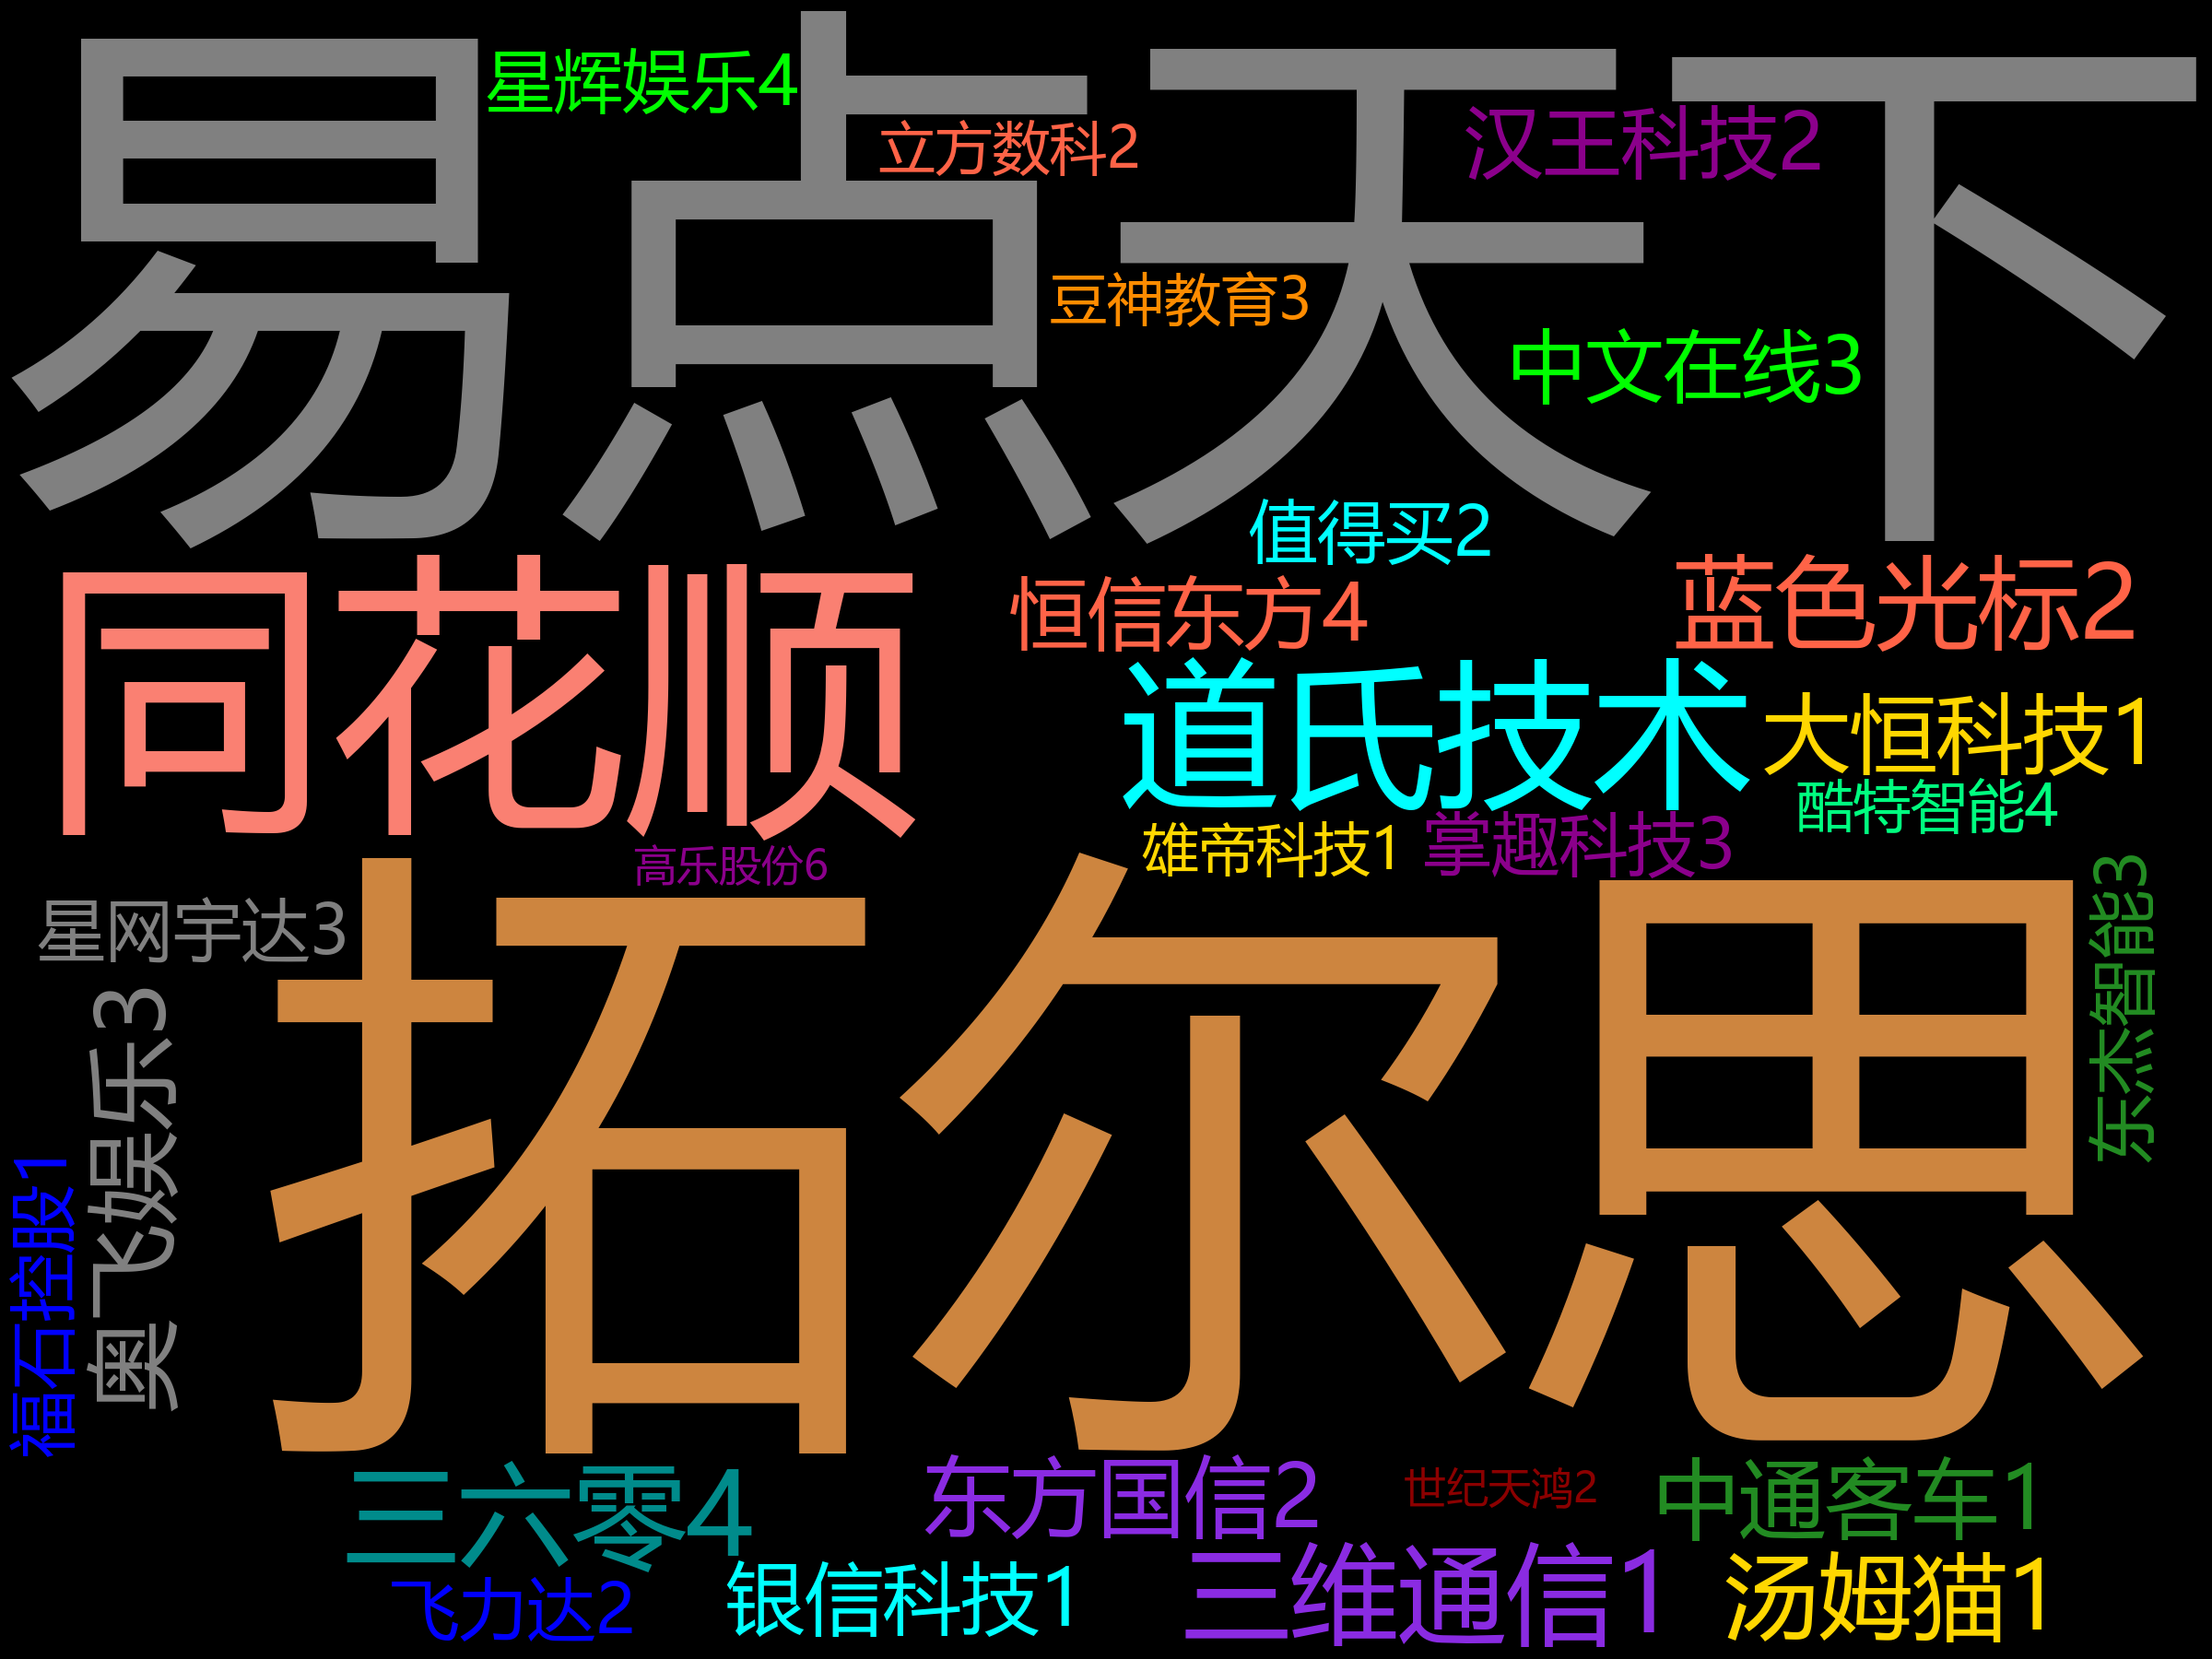 易点天下
星辉娱乐4
立方数科2
汉王科技2
豆神教育3
中文在线3
值得买2
同花顺
恒信东方4
蓝色光标2
道氏技术
大恒科技1
酷特智能4
维帝科技1
掌趣科技3
高乐股份6
星网宇达3
拓尔思
东杰智能3
奥飞娱乐3
福石控股1
三六零4
东方国信2
世纪天鸿2
中通客车1
飞力达2
银信科技1
三维通信1
汤姆猫1